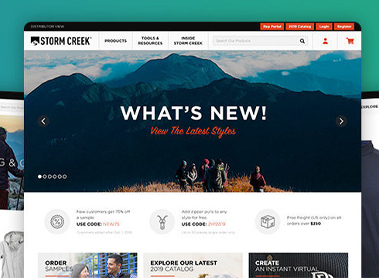 DISTRIBUTOR VIEW
Rep Portal
2019 Catalog
Login
Register
STORM CREEK
PRODUCTS
TOOLS &
RESOURCES
INSIDE
STORM CREEK
Search Our Products
WHAT'S NEW!
View The Latest Styles
New customers get 75% off
a sample.
USE CODE: NEW75
Add zipper pulls to any
style for free.
USE CODE: ZIPS2019
Free Freight (US only) on all
orders over $250.
ORDER
SAMPLES
EXPLORE OUR LATEST
2019 CATALOG
CREATE
AN INSTANT VIRTUAL